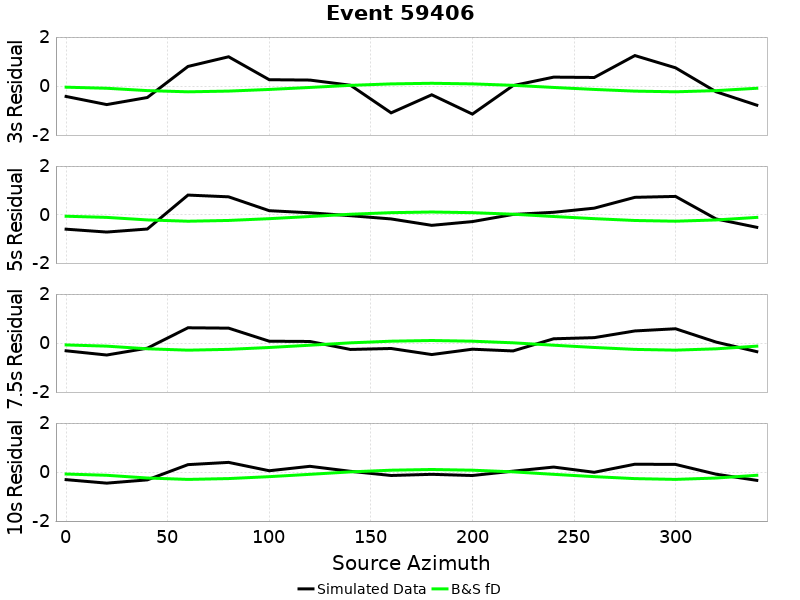 Event 59406
3s Residual
2
0
-2
5s Residual
2
0
-2
7.5s Residual
2
0
-2
10s Residual
2
0
-2
0 50 100 150 200 250 300
Source Azimuth
Simulated Data B&S fD